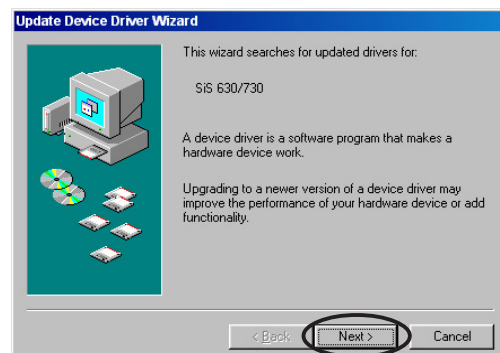 Update Device Driver Wizard
This wizard searches for updated drivers for:
SiS 630/730
A device driver is a software program that makes a
hardware device work.
Upgrading to a newer version of a device driver may
improve the performance of your hardware device or add
functionality.
< Back
Next >
Cancel